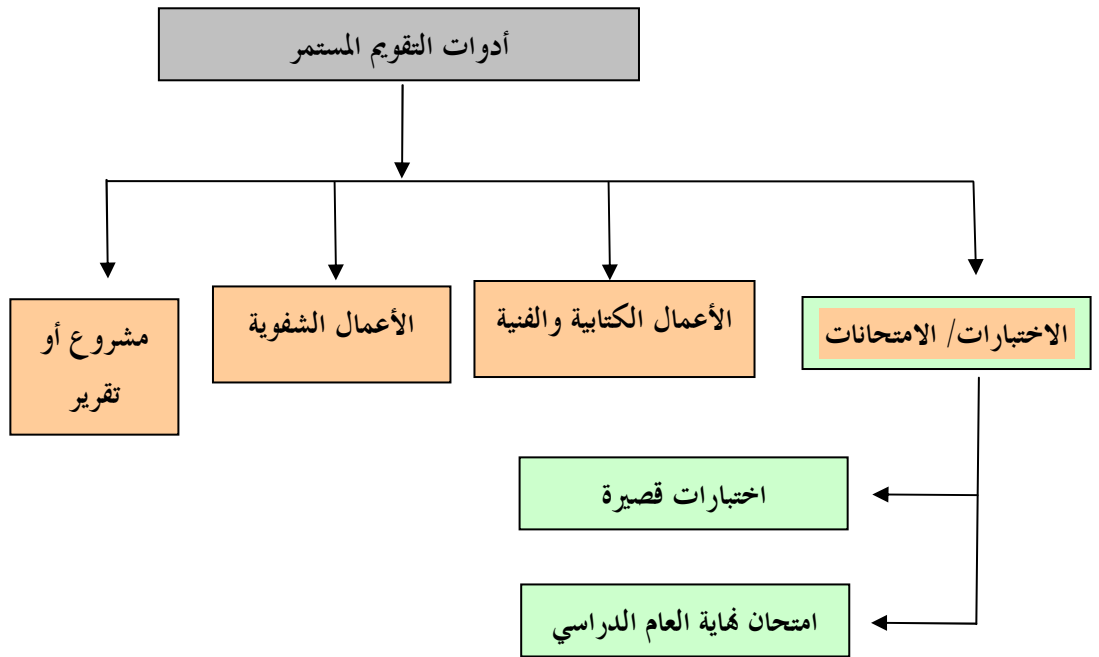 أدوات التقويم المستمر
الاختبارات/ الامتحانات
الأعمال الكتابية والفنية
الأعمال الشفوية
مشروع أو
تقرير
اختبارات قصيرة
امتحان نهاية العام الدراسي